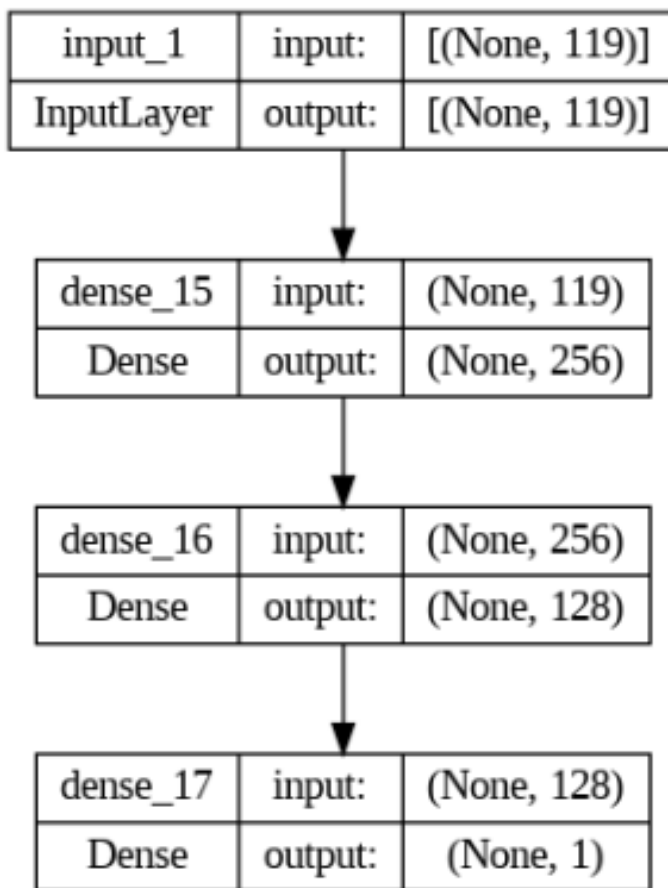 input_1 input: [(None, 119)]
InputLayer output: [(None, 119)]
dense_15 input: (None, 119)
Dense output: (None, 256)
dense_16 input: (None, 256)
Dense output: (None, 128)
dense_17 input: (None, 128)
Dense output: (None, 1)